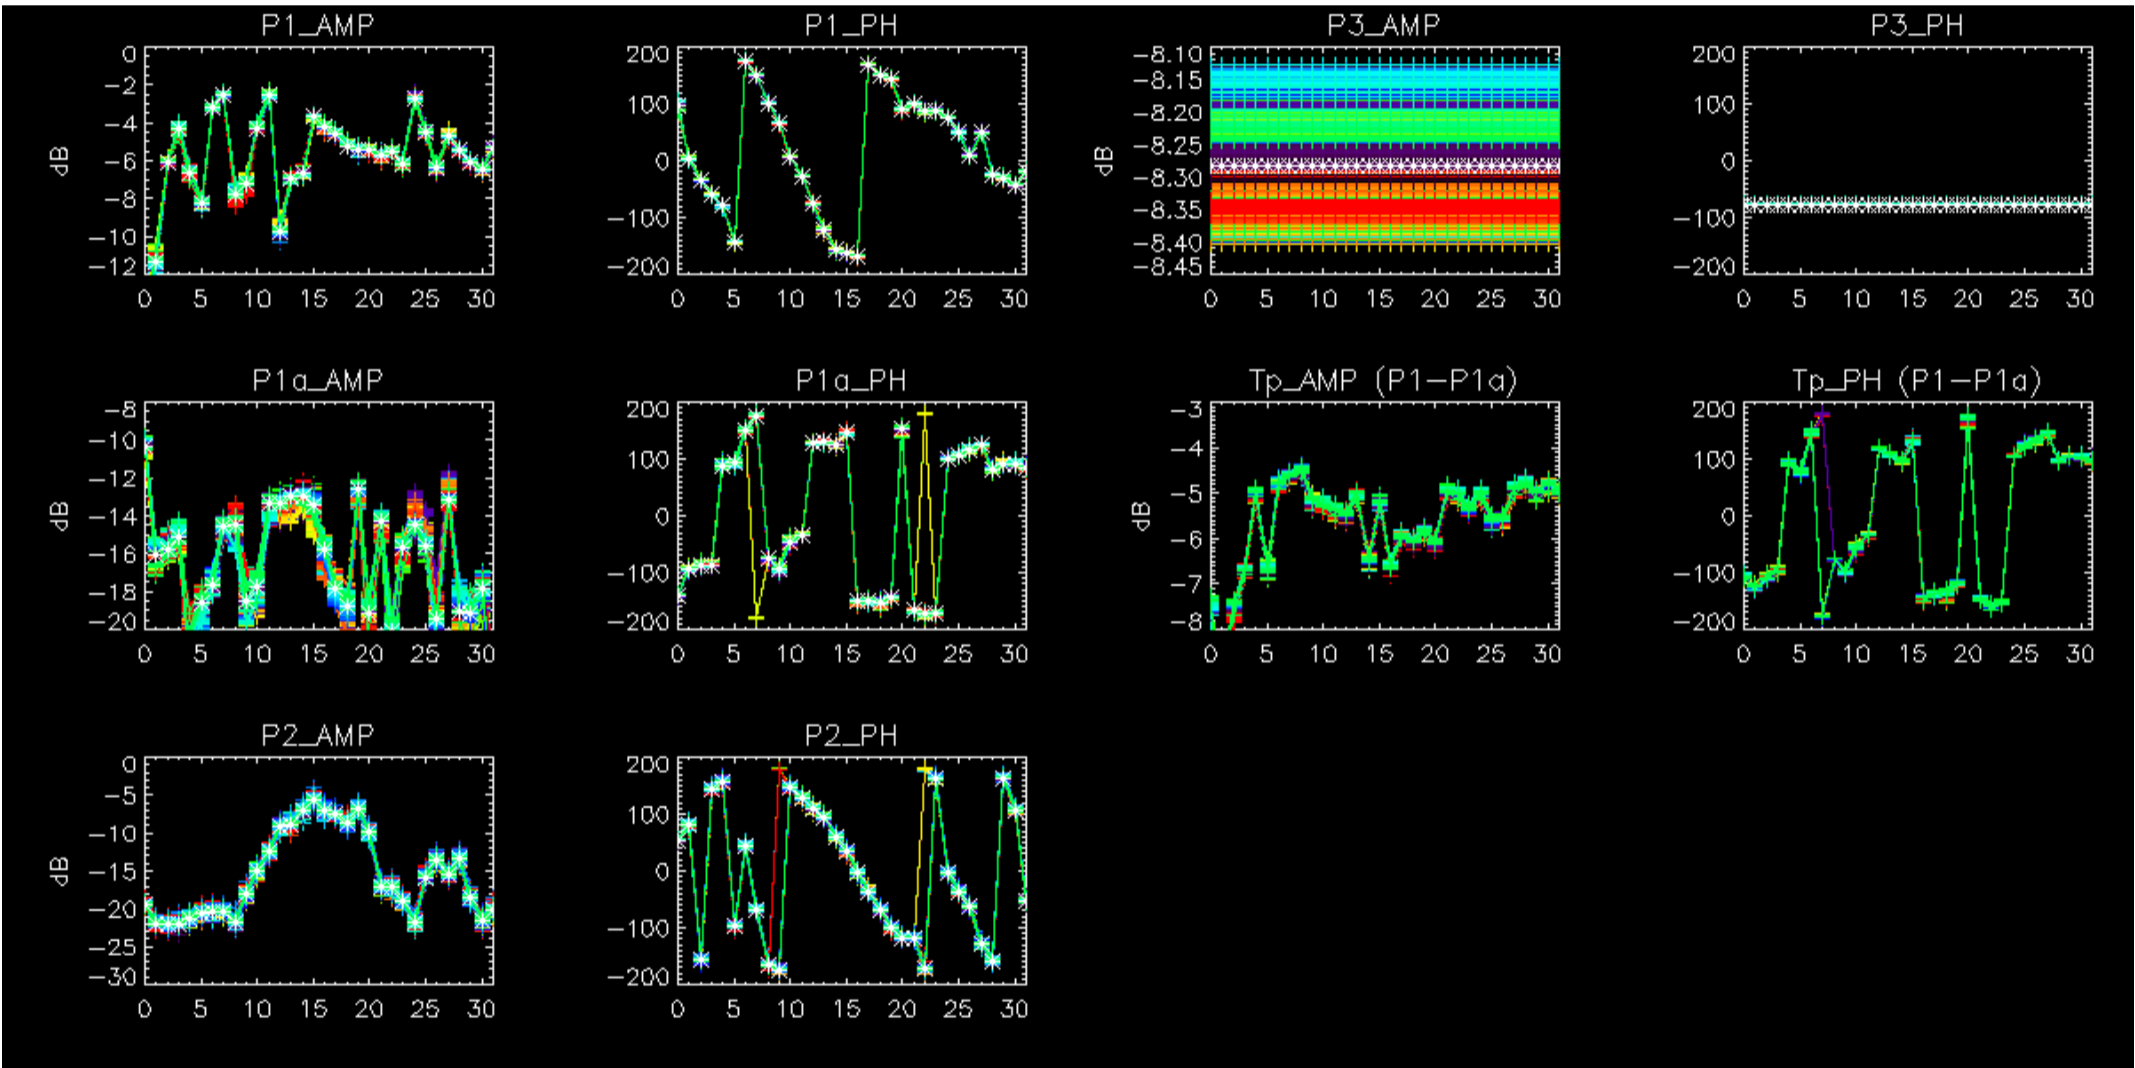 P1_AMP
P1_PH
P3_AMP
P3_PH
0
-2
-4
-6
-8
-10
-12
dB
0 5 10 15 20 25 30
200
100
0
-100
-200
0 5 10 15 20 25 30
-8.10
-8.15
-8.20
-8.25
-8.30
-8.35
-8.40
-8.45
dB
0 5 10 15 20 25 30
200
100
0
-100
-200
0 5 10 15 20 25 30
P1a_AMP
P1a_PH
Tp_AMP (P1-P1a)
Tp_PH (P1-P1a)
-8
-10
-12
-14
-16
-18
-20
dB
0 5 10 15 20 25 30
200
100
0
-100
-200
0 5 10 15 20 25 30
-3
-4
-5
-6
-7
-8
dB
0 5 10 15 20 25 30
200
100
0
-100
-200
0 5 10 15 20 25 30
P2_AMP
P2_PH
0
-5
-10
-15
-20
-25
-30
dB
0 5 10 15 20 25 30
200
100
0
-100
-200
0 5 10 15 20 25 30